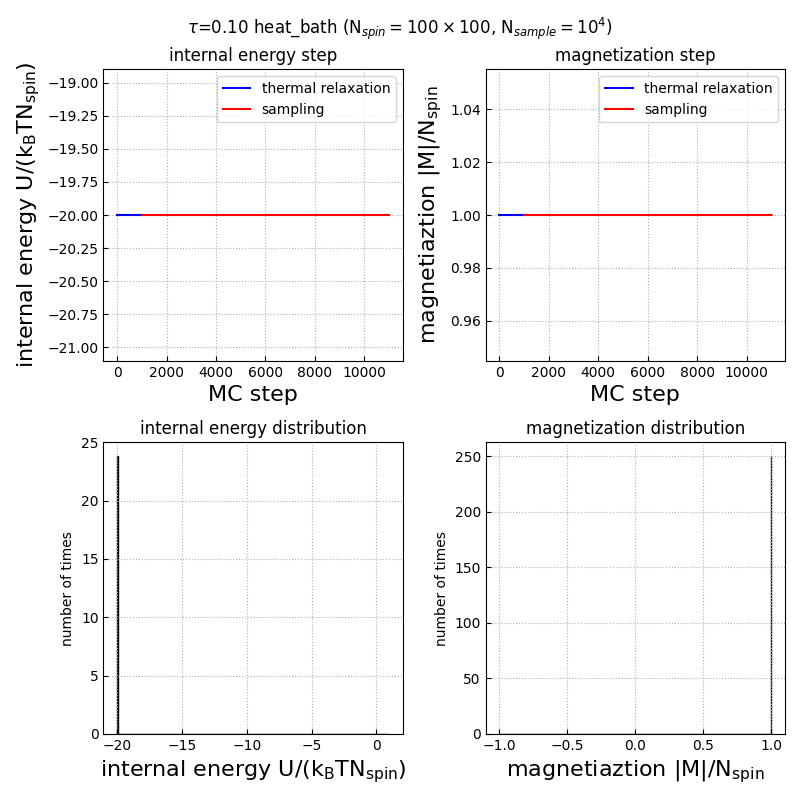 τ=0.10 heat_bath (N_spin = 100 × 100, N_sample = 10^4)
internal energy step
internal energy U/(k_BTN_spin)
−19.00
−19.25
−19.50
−19.75
−20.00
−20.25
−20.50
−20.75
−21.00
thermal relaxation
sampling
0 2000 4000 6000 8000 10000
MC step
magnetization step
magnetiaztion |M|/N_spin
1.04
1.02
1.00
0.98
0.96
thermal relaxation
sampling
0 2000 4000 6000 8000 10000
MC step
internal energy distribution
number of times
25
20
15
10
5
0
−20 −15 −10 −5 0
internal energy U/(k_BTN_spin)
magnetization distribution
number of times
250
200
150
100
50
0
−1.0 −0.5 0.0 0.5 1.0
magnetiaztion |M|/N_spin